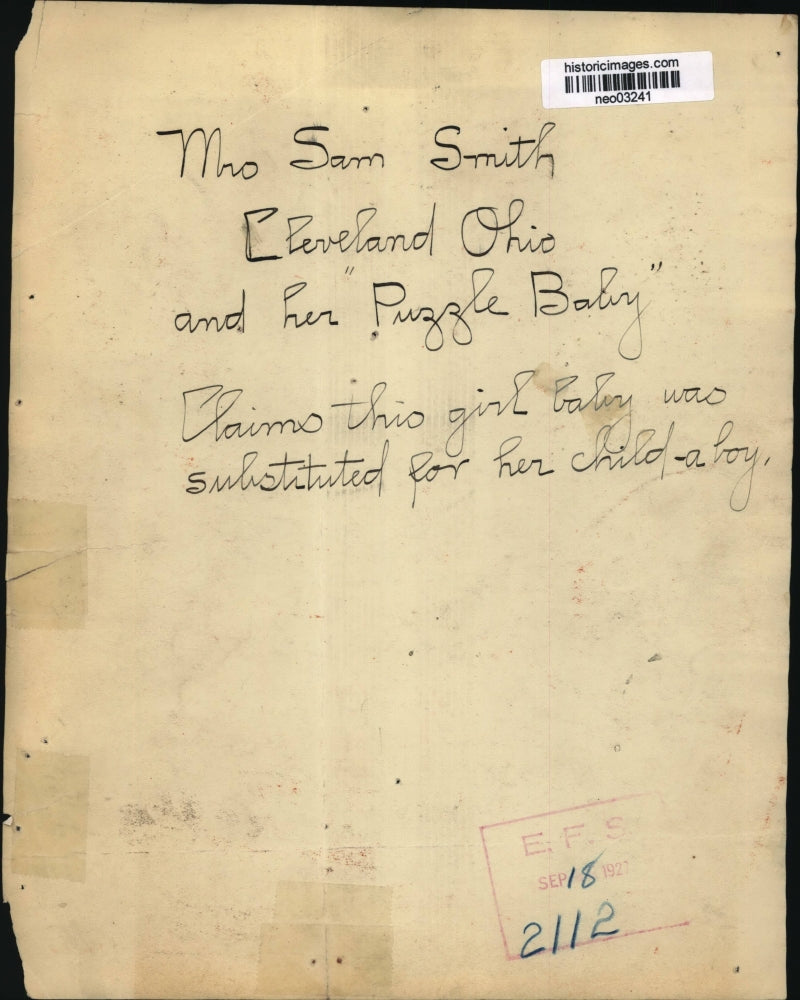 historicimages.com
neo03241
Mrs Sam Smith
Cleveland Ohio
and her "Puzzle Baby"
Claims this girl baby was
substituted for her child-a boy.
E. F. S
SEP 18 1927
2112